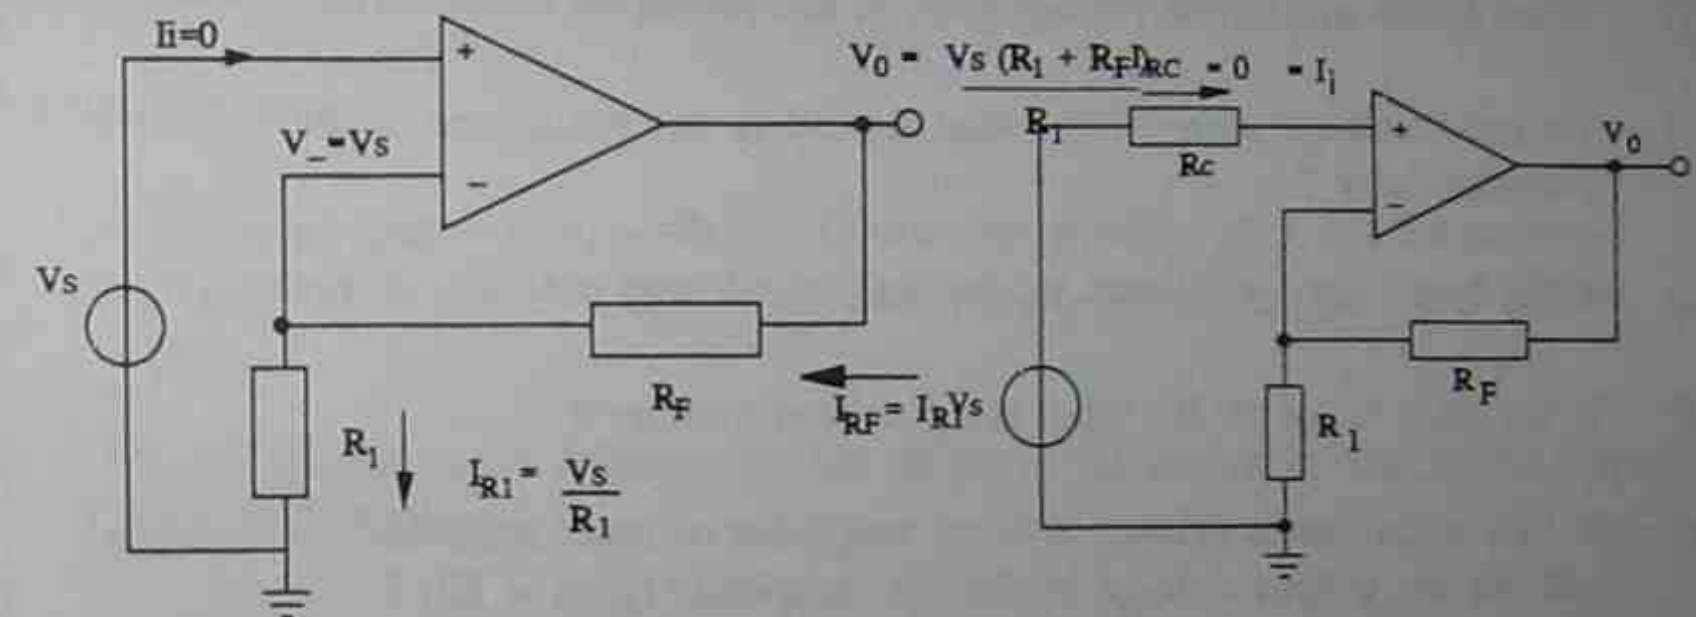 Ii=0
V_=Vs
Vs
R1
IR1= Vs
R1
RF
IRF= IR1
V0 = Vs (R1 + RF)
R1
IRC = 0 = Ii
Rc
Vs
V0
RF
R1
+
−
+
−